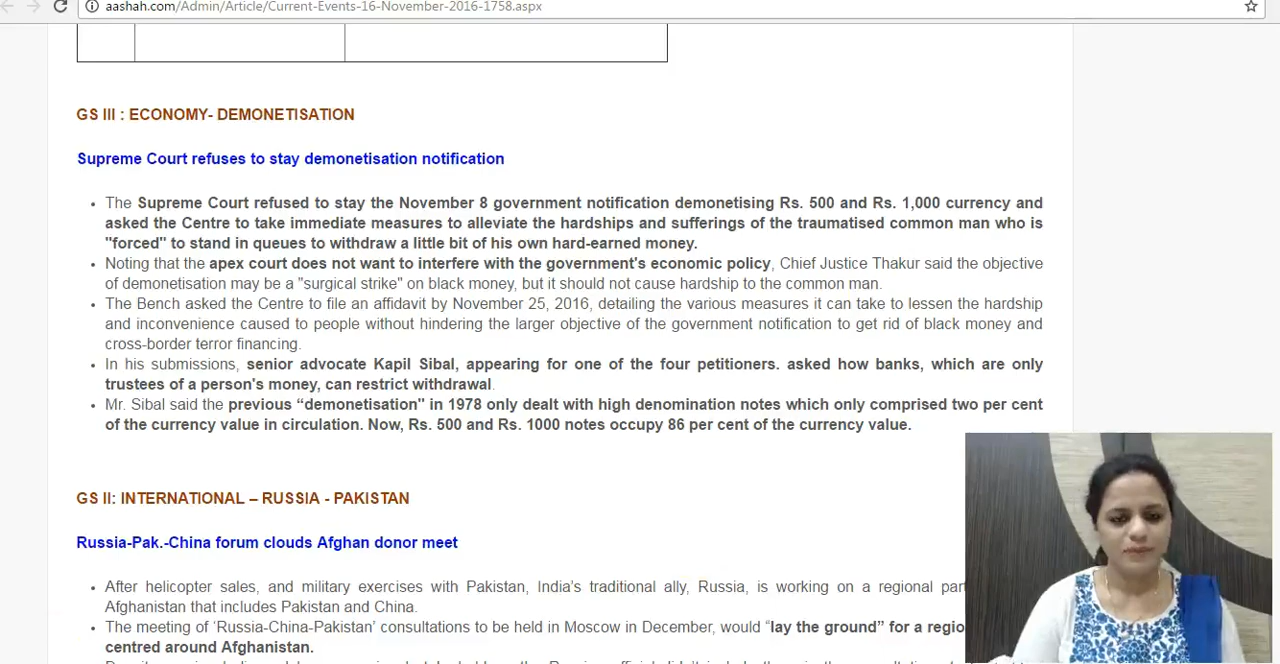 aashah.com/Admin/Article/Current-Events-16-November-2016-1758.aspx
GS III : ECONOMY- DEMONETISATION
Supreme Court refuses to stay demonetisation notification
• The Supreme Court refused to stay the November 8 government notification demonetising Rs. 500 and Rs. 1,000 currency and
asked the Centre to take immediate measures to alleviate the hardships and sufferings of the traumatised common man who is
"forced" to stand in queues to withdraw a little bit of his own hard-earned money.
• Noting that the apex court does not want to interfere with the government's economic policy, Chief Justice Thakur said the objective
of demonetisation may be a "surgical strike" on black money, but it should not cause hardship to the common man.
• The Bench asked the Centre to file an affidavit by November 25, 2016, detailing the various measures it can take to lessen the hardship
and inconvenience caused to people without hindering the larger objective of the government notification to get rid of black money and
cross-border terror financing.
• In his submissions, senior advocate Kapil Sibal, appearing for one of the four petitioners. asked how banks, which are only
trustees of a person's money, can restrict withdrawal.
• Mr. Sibal said the previous “demonetisation" in 1978 only dealt with high denomination notes which only comprised two per cent
of the currency value in circulation. Now, Rs. 500 and Rs. 1000 notes occupy 86 per cent of the currency value.
GS II: INTERNATIONAL – RUSSIA - PAKISTAN
Russia-Pak.-China forum clouds Afghan donor meet
• After helicopter sales, and military exercises with Pakistan, India's traditional ally, Russia, is working on a regional par
Afghanistan that includes Pakistan and China.
• The meeting of ‘Russia-China-Pakistan’ consultations to be held in Moscow in December, would “lay the ground” for a regio
centred around Afghanistan.